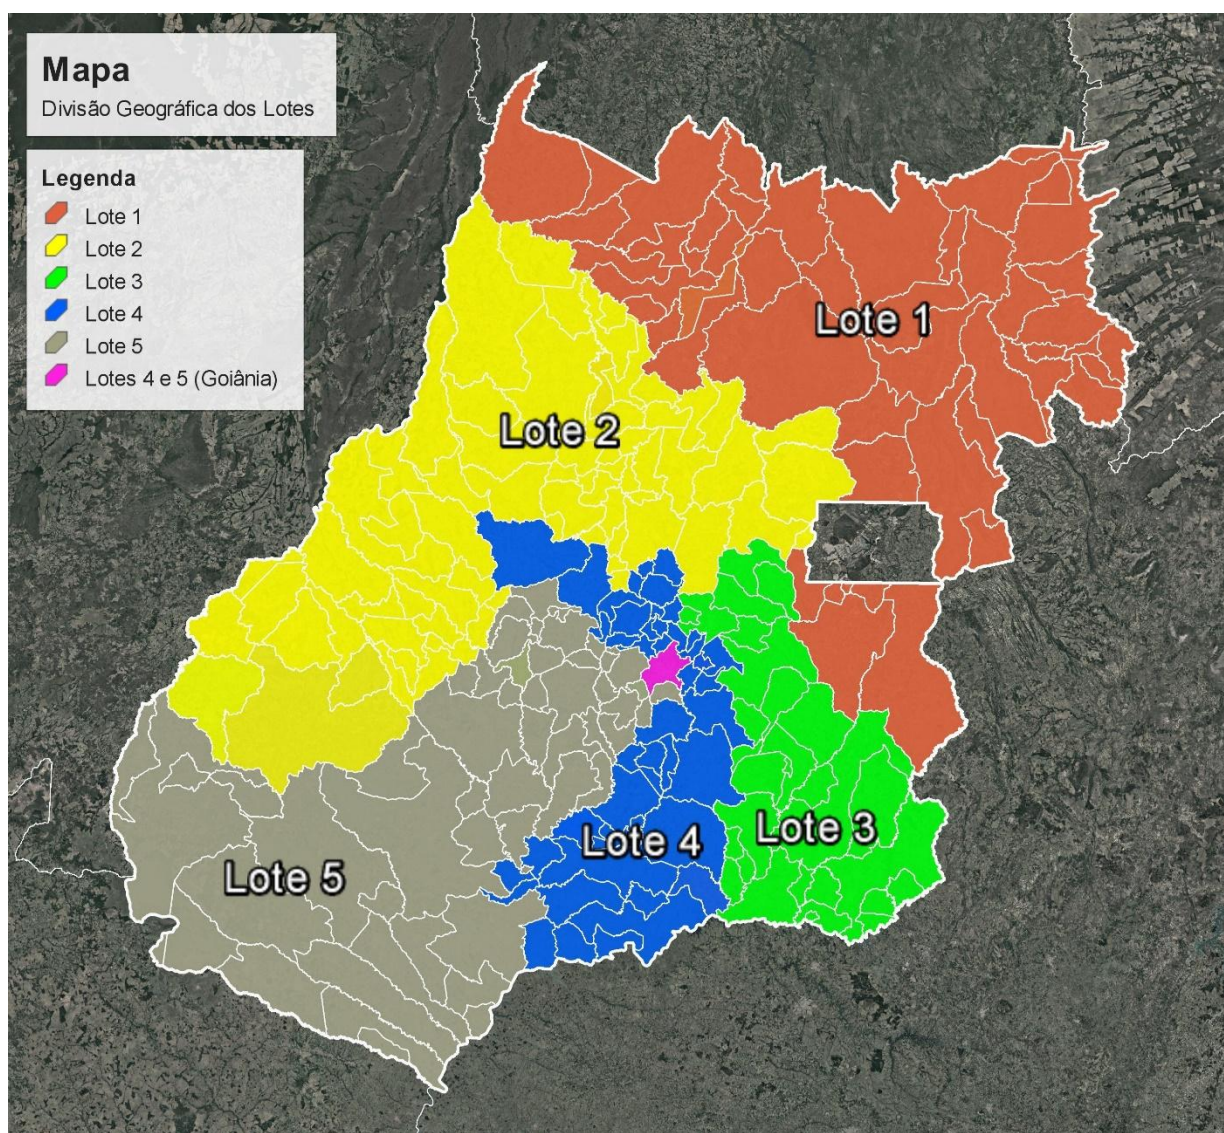 Mapa
Divisão Geográfica dos Lotes
Legenda
Lote 1
Lote 2
Lote 3
Lote 4
Lote 5
Lotes 4 e 5 (Goiânia)
Lote 1
Lote 2
Lote 3
Lote 4
Lote 5